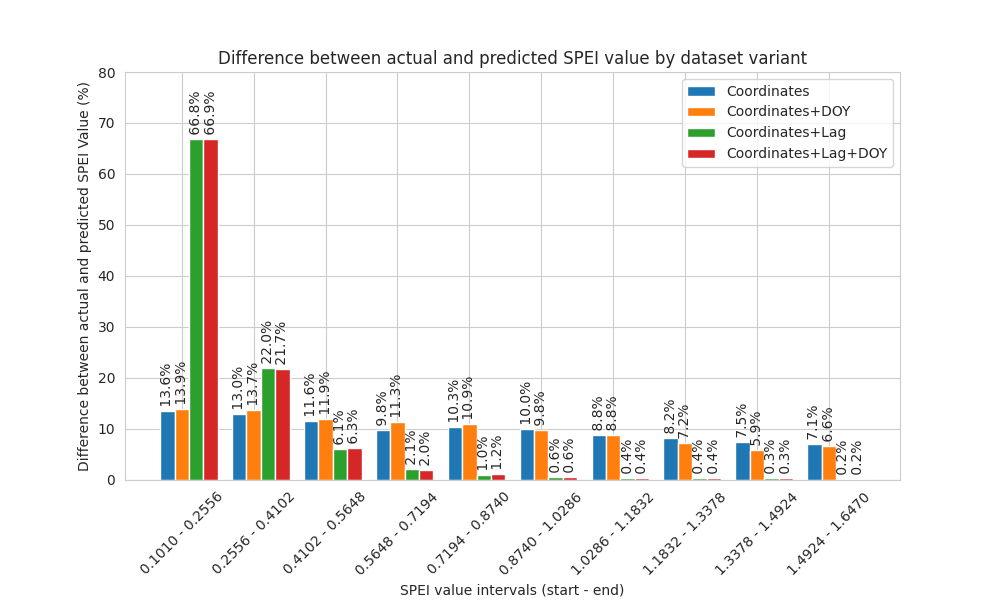 Difference between actual and predicted SPEI value by dataset variant
Difference between actual and predicted SPEI Value (%)
80
70
60
50
40
30
20
10
0
Coordinates
Coordinates+DOY
Coordinates+Lag
Coordinates+Lag+DOY
13.6%
13.9%
66.8%
66.9%
13.0%
13.7%
22.0%
21.7%
11.6%
11.9%
6.1%
6.3%
9.8%
11.3%
2.1%
2.0%
10.3%
10.9%
1.0%
1.2%
10.0%
9.8%
0.6%
0.6%
8.8%
8.8%
0.4%
0.4%
8.2%
7.2%
0.4%
0.4%
7.5%
5.9%
0.3%
0.3%
7.1%
6.6%
0.2%
0.2%
0.1010 - 0.2556
0.2556 - 0.4102
0.4102 - 0.5648
0.5648 - 0.7194
0.7194 - 0.8740
0.8740 - 1.0286
1.0286 - 1.1832
1.1832 - 1.3378
1.3378 - 1.4924
1.4924 - 1.6470
SPEI value intervals (start - end)